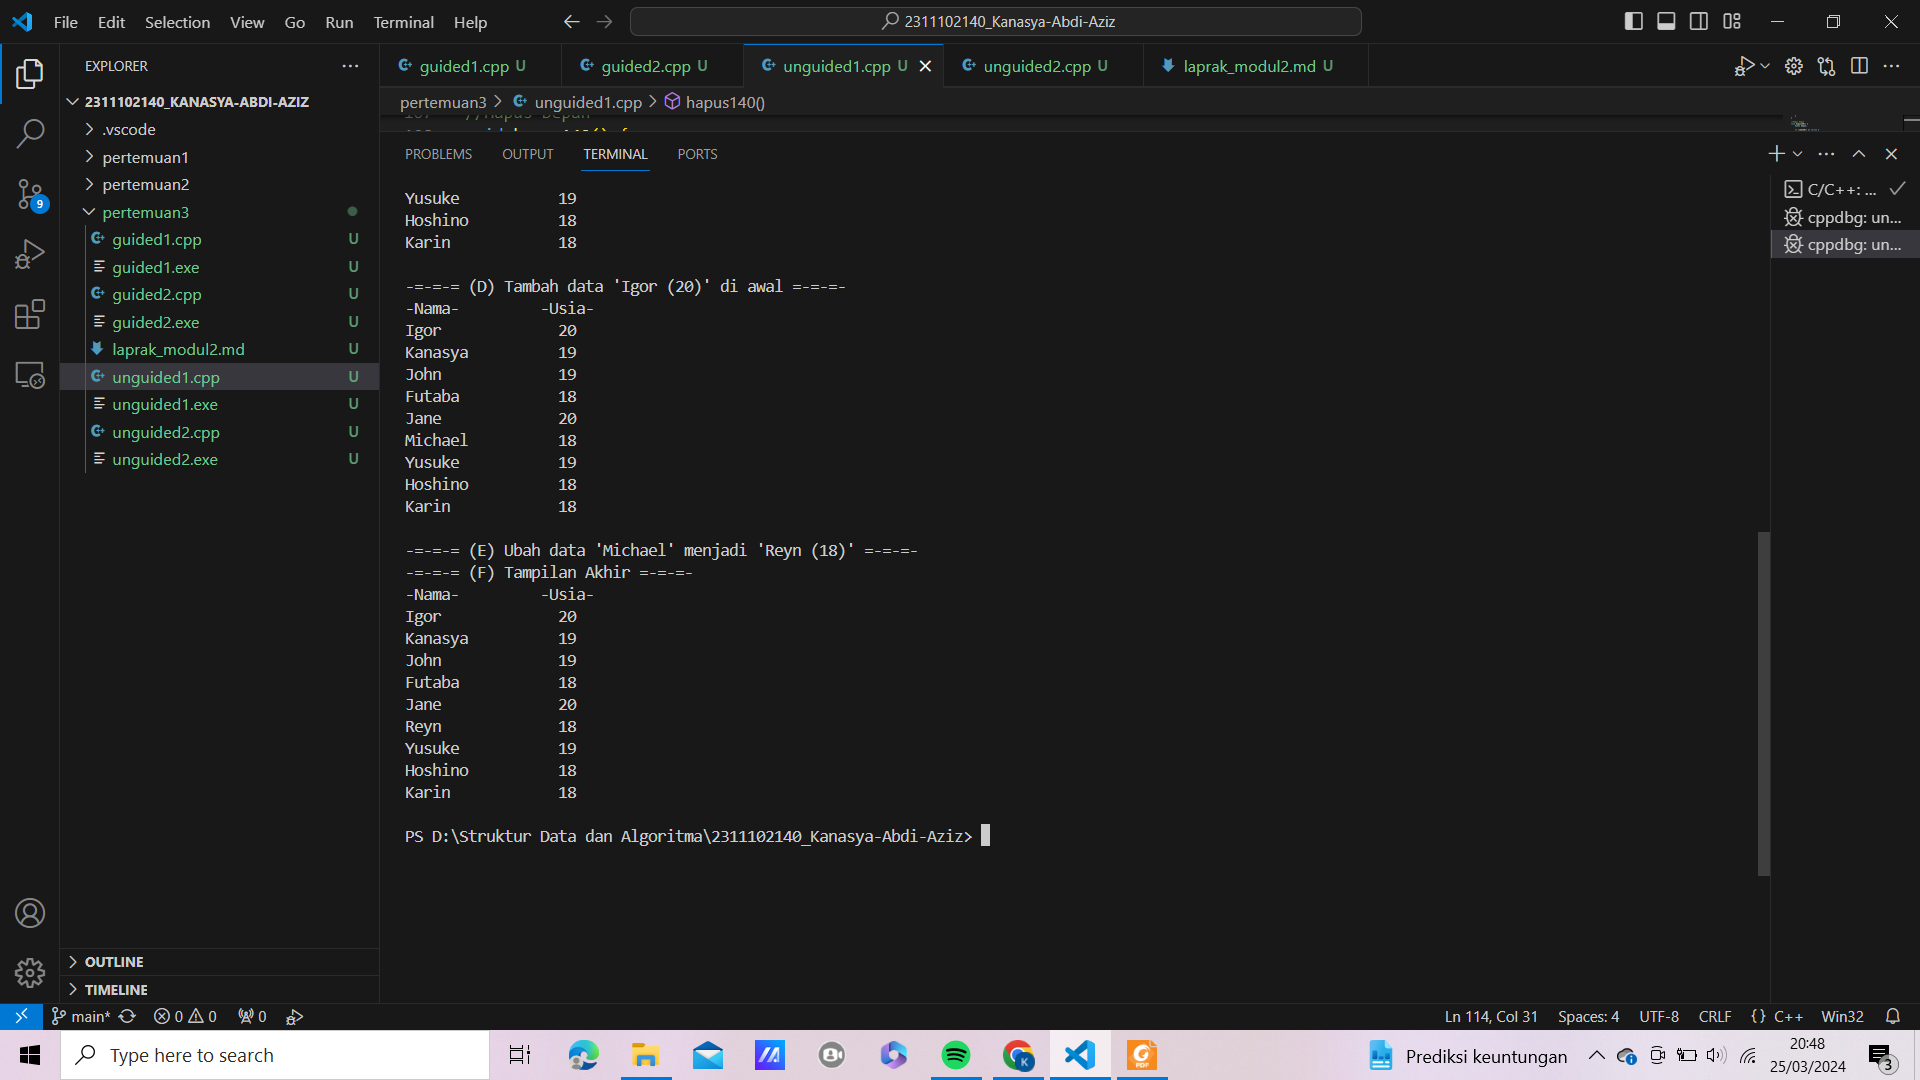 File Edit Selection View Go Run Terminal Help
2311102140_Kanasya-Abdi-Aziz
EXPLORER
2311102140_KANASYA-ABDI-AZIZ
.vscode
pertemuan1
pertemuan2
pertemuan3
guided1.cpp U
guided1.exe U
guided2.cpp U
guided2.exe U
laprak_modul2.md U
unguided1.cpp U
unguided1.exe U
unguided2.cpp U
unguided2.exe U
OUTLINE
TIMELINE
9
guided1.cpp U guided2.cpp U unguided1.cpp U unguided2.cpp U laprak_modul2.md U
pertemuan3 > unguided1.cpp > hapus140()
PROBLEMS OUTPUT TERMINAL PORTS
Yusuke 19
Hoshino 18
Karin 18
-=-=-= (D) Tambah data 'Igor (20)' di awal =-=-=-
-Nama- -Usia-
Igor 20
Kanasya 19
John 19
Futaba 18
Jane 20
Michael 18
Yusuke 19
Hoshino 18
Karin 18
-=-=-= (E) Ubah data 'Michael' menjadi 'Reyn (18)' =-=-=-
-=-=-= (F) Tampilan Akhir =-=-=-
-Nama- -Usia-
Igor 20
Kanasya 19
John 19
Futaba 18
Jane 20
Reyn 18
Yusuke 19
Hoshino 18
Karin 18
PS D:\Struktur Data dan Algoritma\2311102140_Kanasya-Abdi-Aziz>
C/C++: ...
cppdbg: un...
cppdbg: un...
main* 0 0 0
Ln 114, Col 31 Spaces: 4 UTF-8 CRLF {} C++ Win32
Type here to search
PDF
K
Prediksi keuntungan
20:48
25/03/2024
3